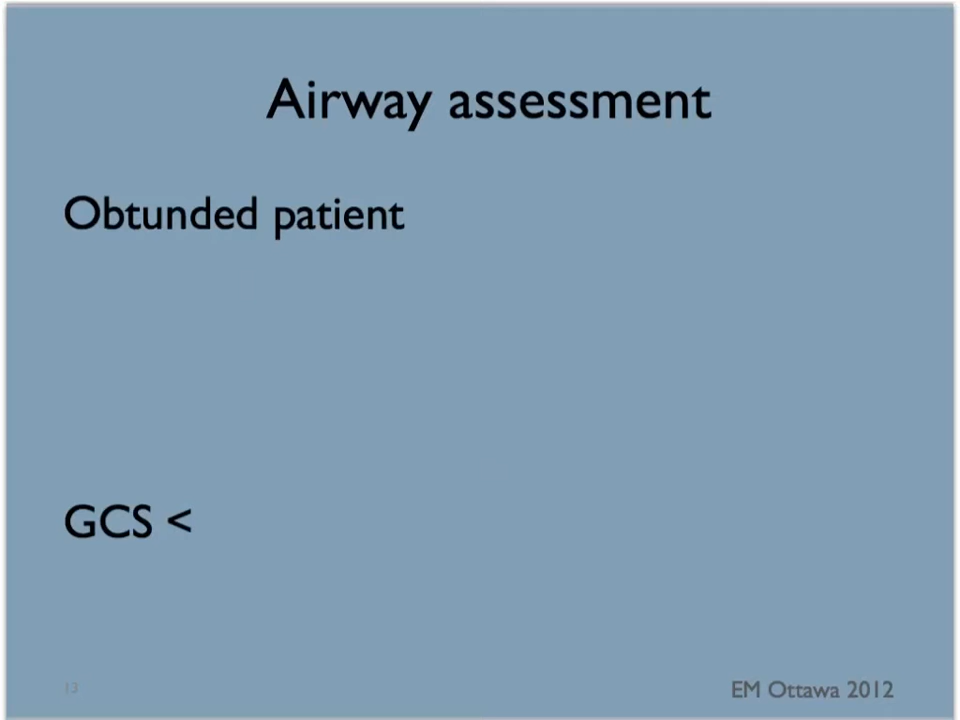 Airway assessment
Obtunded patient
GCS <
13
EM Ottawa 2012